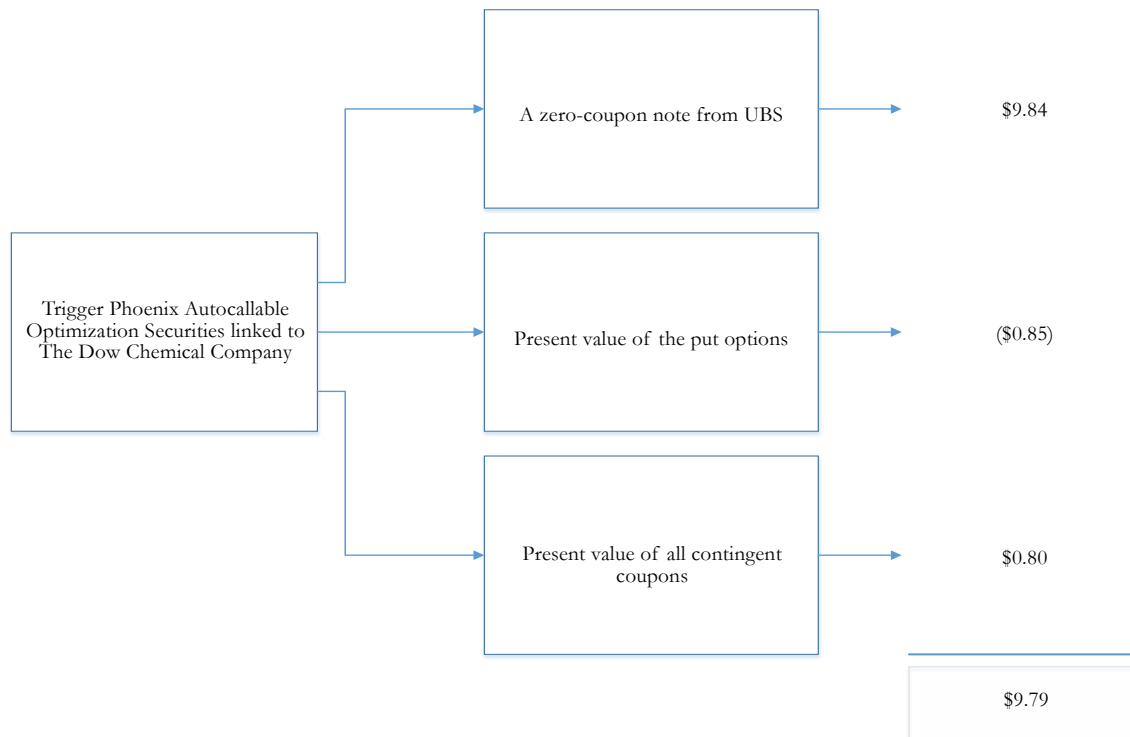 A zero-coupon note from UBS
$9.84
Trigger Phoenix Autocallable
Optimization Securities linked to
The Dow Chemical Company
Present value of the put options
($0.85)
Present value of all contingent
coupons
$0.80
$9.79